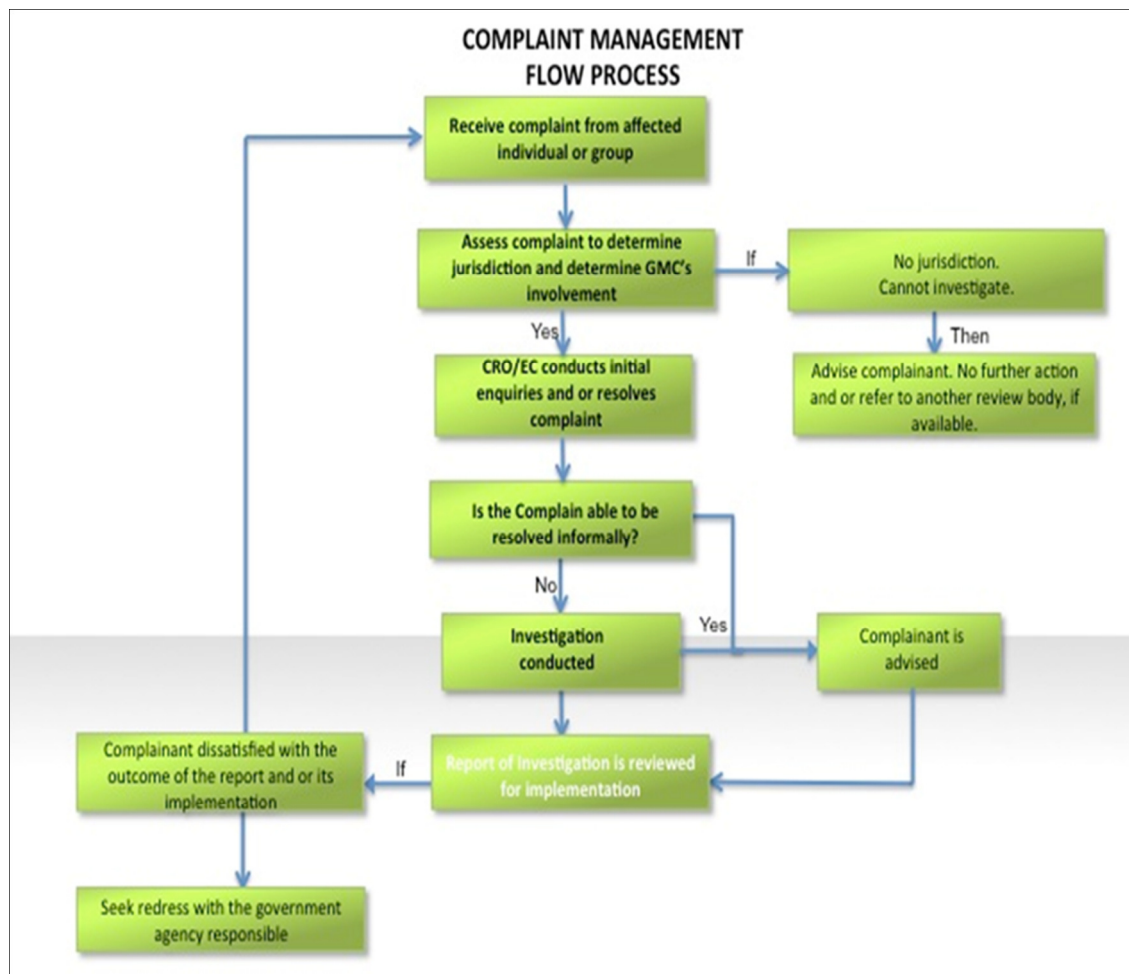 COMPLAINT MANAGEMENT
FLOW PROCESS
Receive complaint from affected
individual or group
Assess complaint to determine
jurisdiction and determine GMC's
involvement
If
No jurisdiction.
Cannot investigate.
Yes
Then
CRO/EC conducts initial
enquiries and or resolves
complaint
Advise complainant. No further action
and or refer to another review body, if
available.
Is the Complain able to be
resolved informally?
No
Investigation
conducted
Yes
Complainant is
advised
Report of Investigation is reviewed
for implementation
If
Complainant dissatisfied with the
outcome of the report and or its
implementation
Seek redress with the government
agency responsible